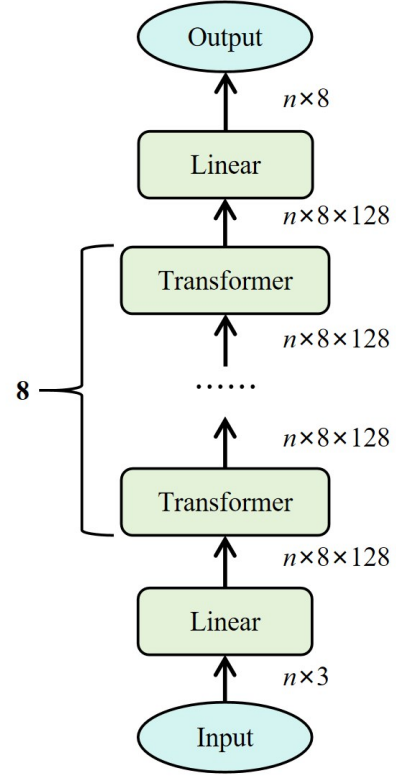 Output
n×8
Linear
n×8×128
Transformer
n×8×128
......
8
n×8×128
Transformer
n×8×128
Linear
n×3
Input